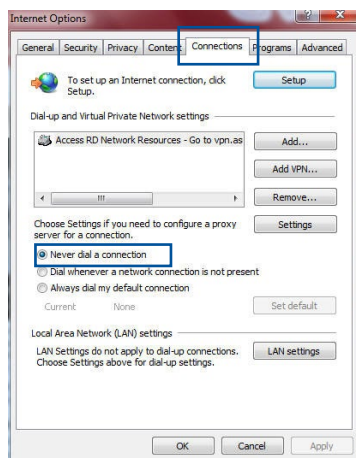 Internet Options
General Security Privacy Content Connections Programs Advanced
To set up an Internet connection, click
Setup.
Setup
Dial-up and Virtual Private Network settings
Access RD Network Resources - Go to vpn.as
Add...
Add VPN...
Remove...
Choose Settings if you need to configure a proxy
server for a connection.
Settings
Never dial a connection
Dial whenever a network connection is not present
Always dial my default connection
Current None
Set default
Local Area Network (LAN) settings
LAN Settings do not apply to dial-up connections.
Choose Settings above for dial-up settings.
LAN settings
OK Cancel Apply